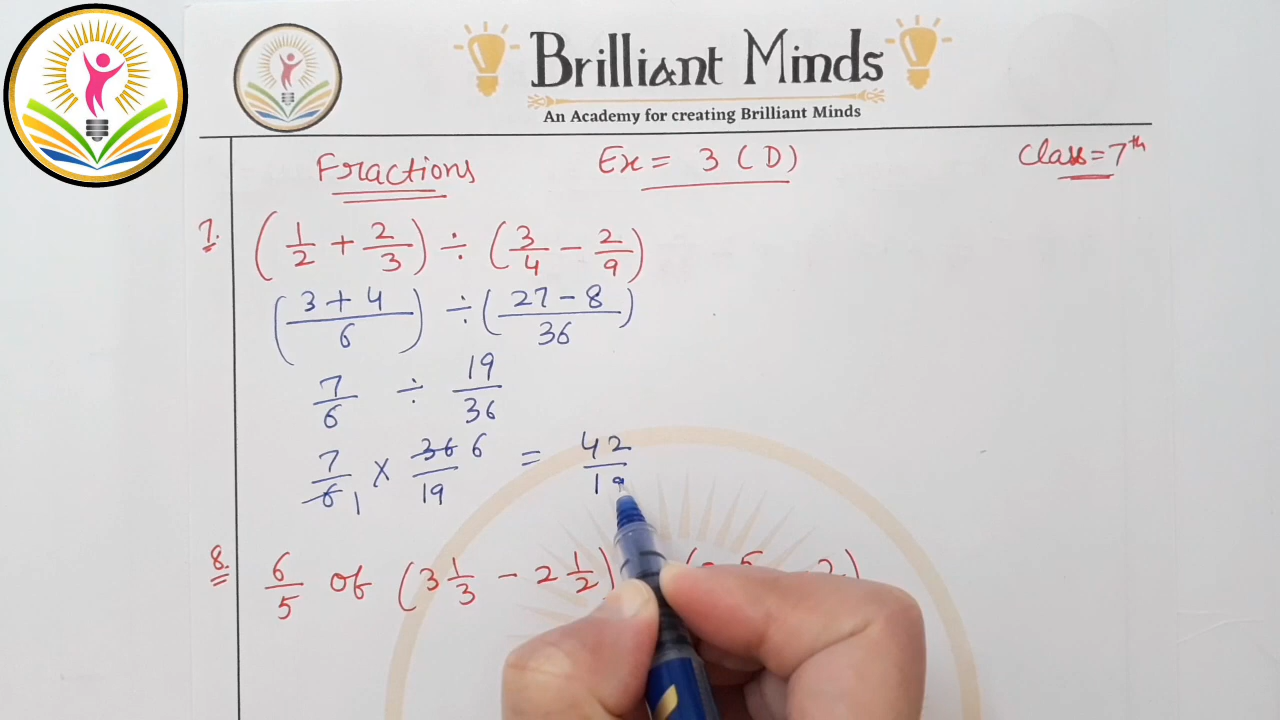 Brilliant Minds
An Academy for creating Brilliant Minds
Fractions Ex = 3 (D) Class = 7th
7. (1/2 + 2/3) ÷ (3/4 − 2/9)
((3 + 4)/6) ÷ ((27 − 8)/36)
7/6 ÷ 19/36
7/6 1 × 36 6/19 = 42/19
8. 6/5 of (3 1/3 − 2 1/2)